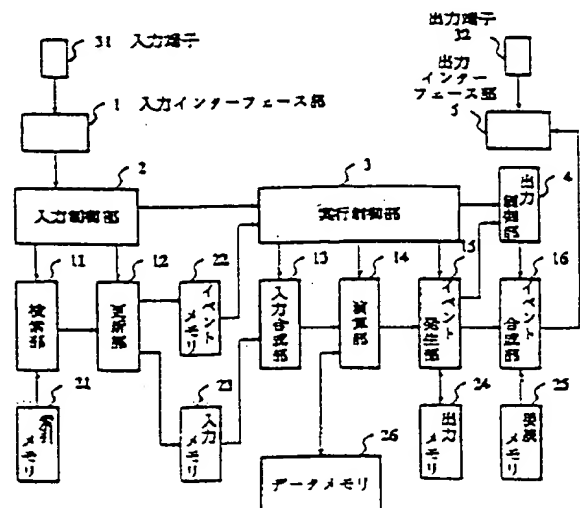 31 入力端子
出力端子
32
出力
インター
フェース部
5
1 入力インターフェース部
2
入力制御部
3
実行制御部
4
出力
制御部
11
検索部
12
22
イベント
メモリ
13
入力合成部
14
演算部
15
イベント
発生部
16
イベント
合成部
21
索引
メモリ
23
入力
メモリ
24
出力
メモリ
25
メモリ
26
データメモリ